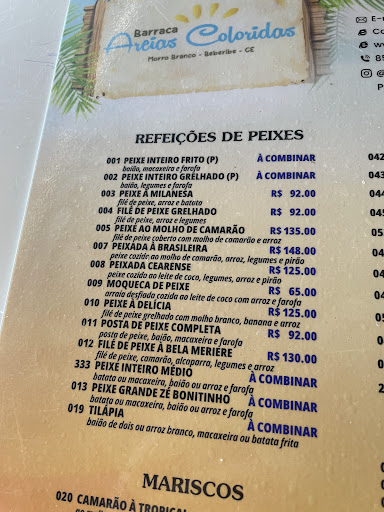 Barraca
Areias Coloridas
Morro Branco - Beberibe - CE
REFEIÇÕES DE PEIXES
001 PEIXE INTEIRO FRITO (P) À COMBINAR
baião, macaxeira e farofa
002 PEIXE INTEIRO GRELHADO (P) À COMBINAR
baião, legumes e farofa
003 PEIXE À MILANESA R$ 92.00
filé de peixe, arroz e batata
004 FILÉ DE PEIXE GRELHADO R$ 92.00
filé de peixe, arroz e legumes
005 PEIXE AO MOLHO DE CAMARÃO R$ 135.00
filé de peixe coberto com molho de camarão e arroz
007 PEIXADA À BRASILEIRA R$ 148.00
peixe cozido ao molho de camarão, arroz, legumes e pirão
008 PEIXADA CEARENSE R$ 125.00
peixe cozido ao leite de coco, legumes, arroz e pirão
009 MOQUECA DE PEIXE R$ 65.00
arraia desfiada cozida ao leite de coco com arroz e farofa
010 PEIXE À DELÍCIA R$ 125.00
filé de peixe grelhado com molho branco, banana e arroz
011 POSTA DE PEIXE COMPLETA R$ 92.00
posta de peixe, baião, macaxeira e farofa
012 FILÉ DE PEIXE À BELA MERIÉRE R$ 130.00
filé de peixe, camarão, alcoparra, legumes e arroz
333 PEIXE INTEIRO MÉDIO À COMBINAR
batata ou macaxeira, baião ou arroz e farofa
013 PEIXE GRANDE ZÉ BONITINHO À COMBINAR
batata ou macaxeira, baião ou arroz e farofa
019 TILÁPIA À COMBINAR
baião de dois ou arroz branco, macaxeira ou batata frita
MARISCOS
020 CAMARÃO À TROPICAL